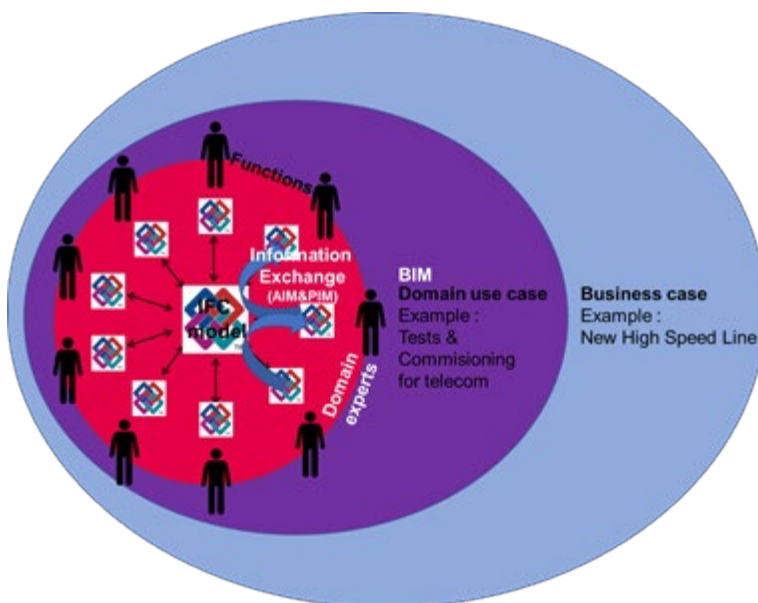 Functions
Information
Exchange
(AIM&PIM)
IFC
model
Domain
experts
BIM
Domain use case
Example :
Tests &
Commisioning
for telecom
Business case
Example :
New High Speed Line